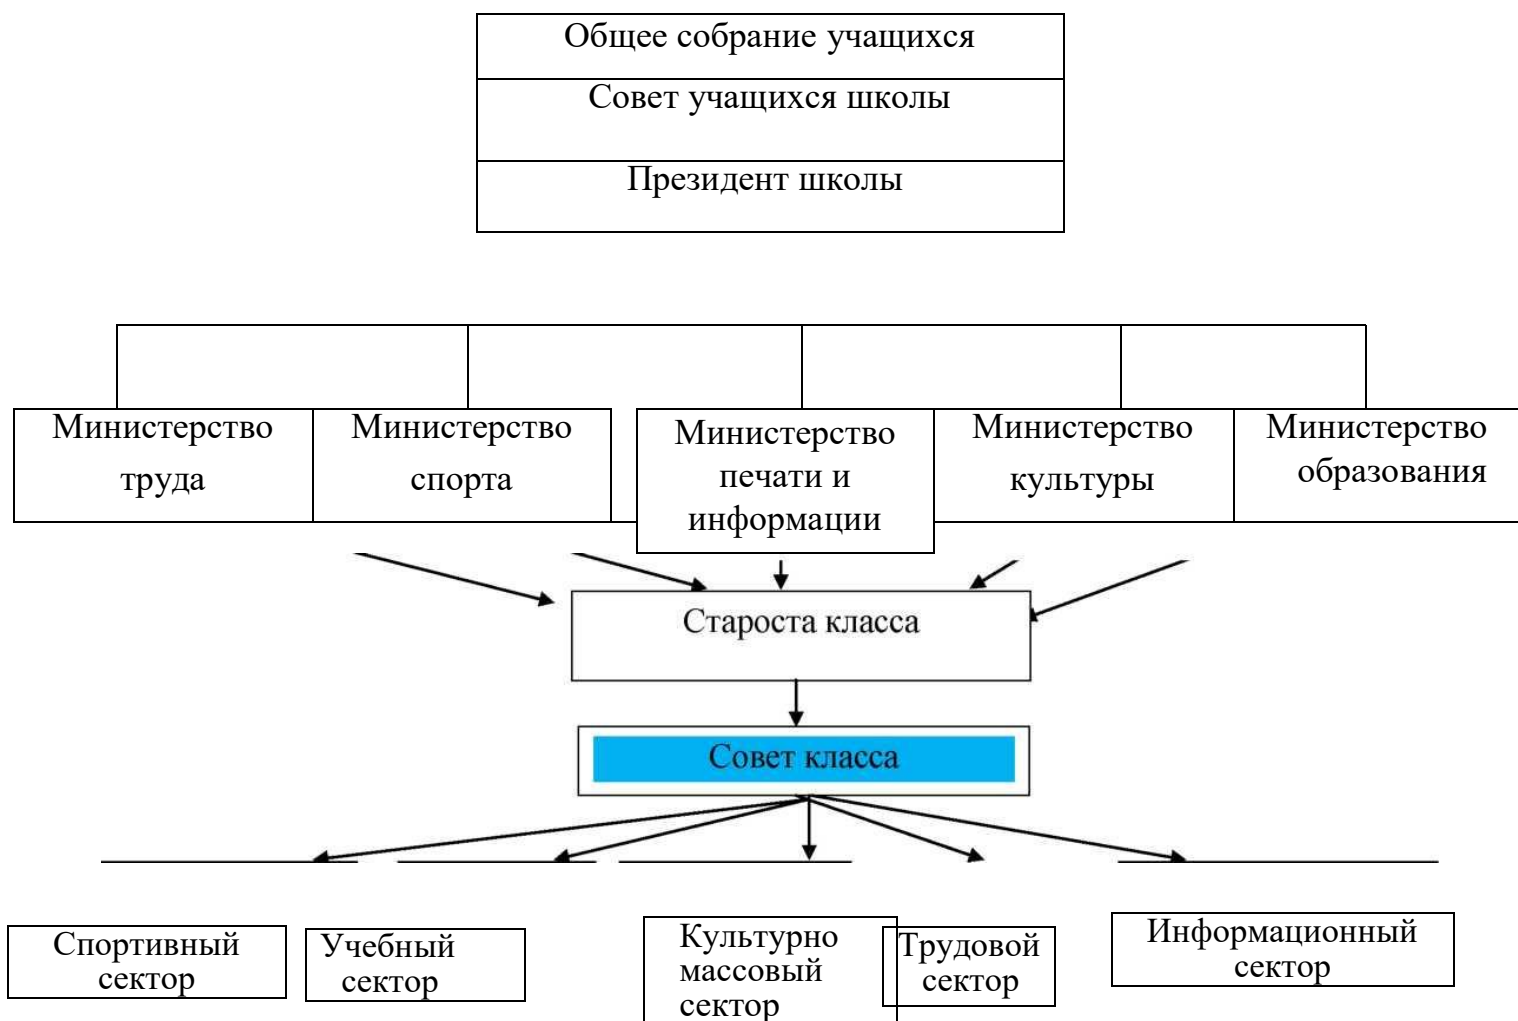 Общее собрание учащихся
Совет учащихся школы
Президент школы
Министерство
труда
Министерство
спорта
Министерство
печати и
информации
Министерство
культуры
Министерство
образования
Староста класса
Совет класса
Спортивный
сектор
Учебный
сектор
Культурно
массовый
сектор
Трудовой
сектор
Информационный
сектор